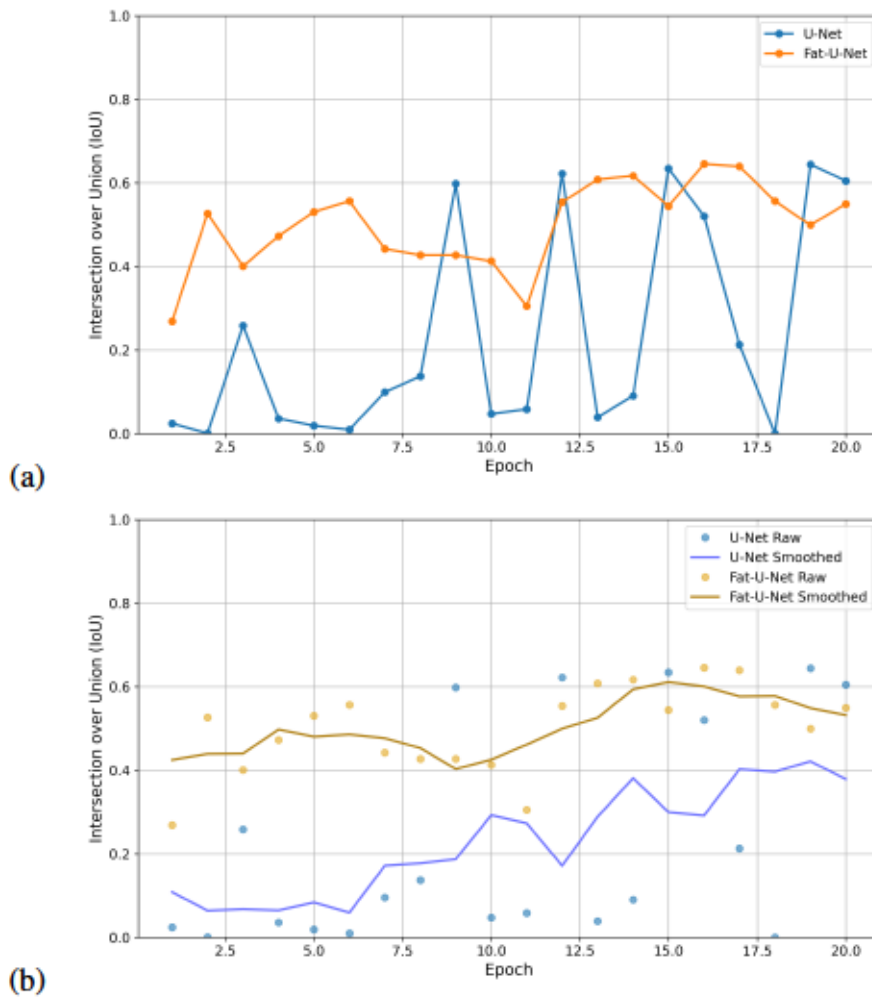 1.0
0.8
0.6
0.4
0.2
0.0
Intersection over Union (IoU)
U-Net
Fat-U-Net
2.5 5.0 7.5 10.0 12.5 15.0 17.5 20.0
Epoch
(a)
1.0
0.8
0.6
0.4
0.2
0.0
Intersection over Union (IoU)
U-Net Raw
U-Net Smoothed
Fat-U-Net Raw
Fat-U-Net Smoothed
2.5 5.0 7.5 10.0 12.5 15.0 17.5 20.0
Epoch
(b)